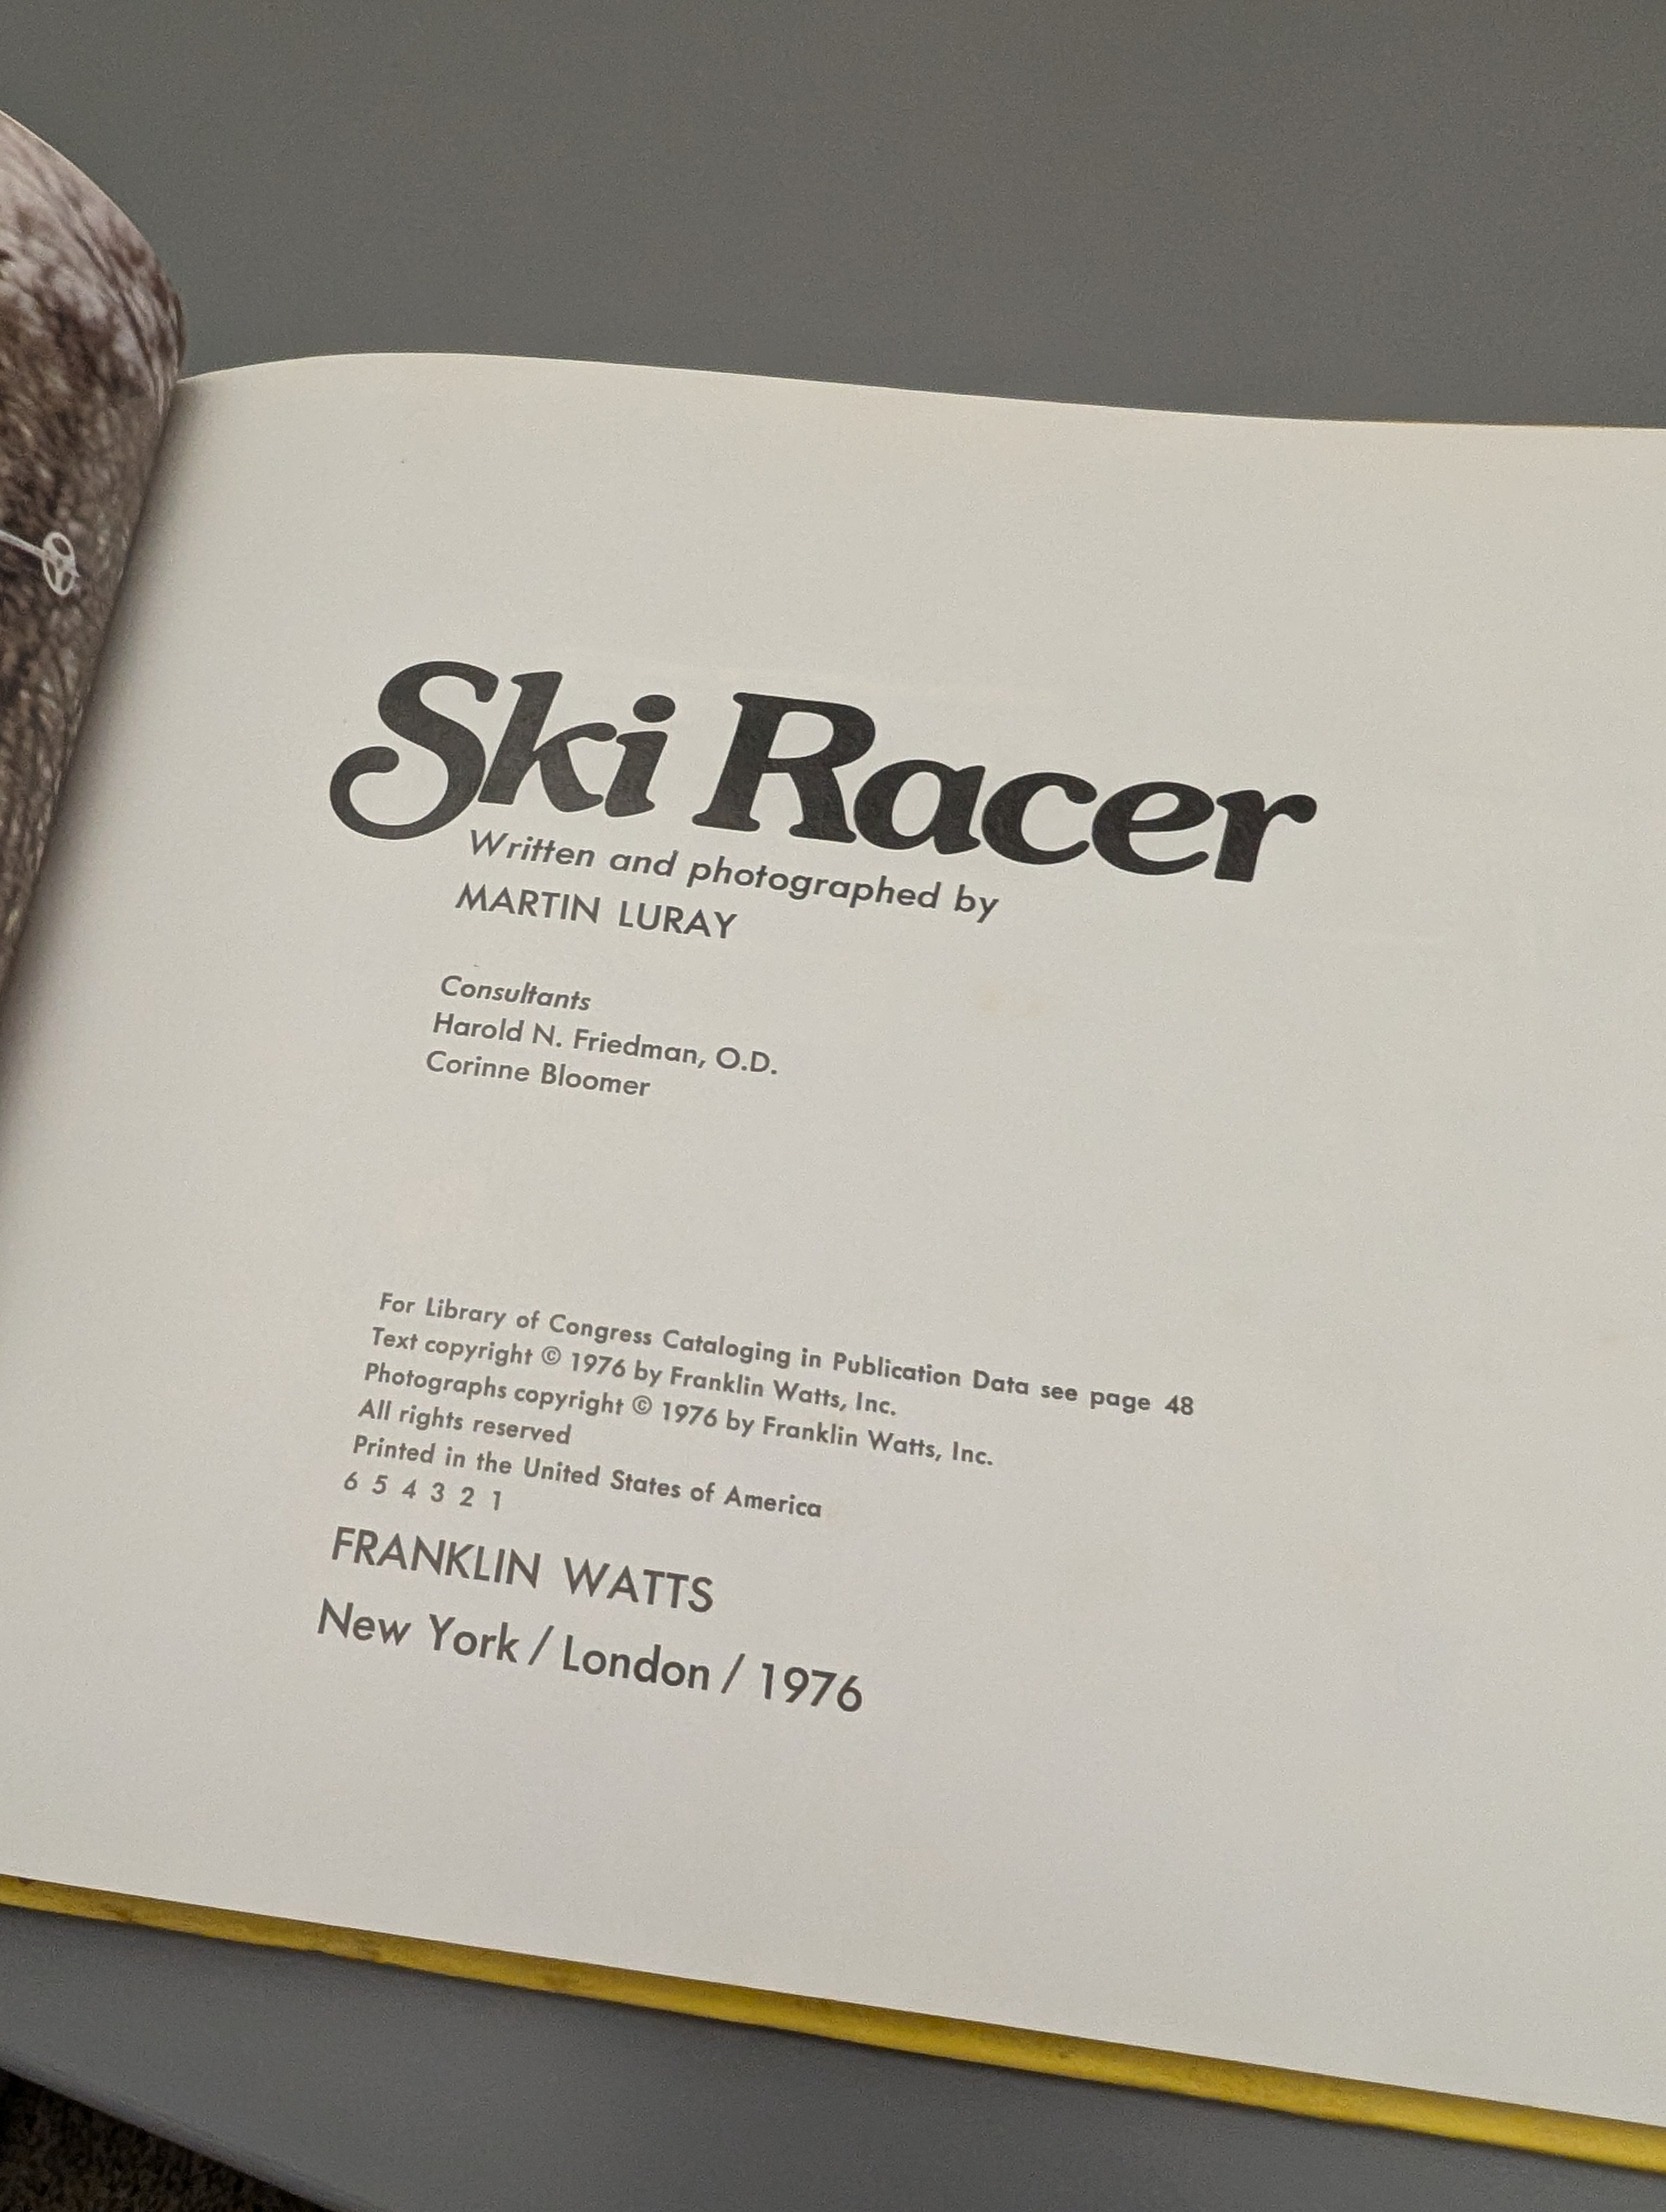 Ski Racer
Written and photographed by
MARTIN LURAY
Consultants
Harold N. Friedman, O.D.
Corinne Bloomer
For Library of Congress Cataloging in Publication Data see page 48
Text copyright © 1976 by Franklin Watts, Inc.
Photographs copyright © 1976 by Franklin Watts, Inc.
All rights reserved
Printed in the United States of America
6 5 4 3 2 1
FRANKLIN WATTS
New York / London / 1976